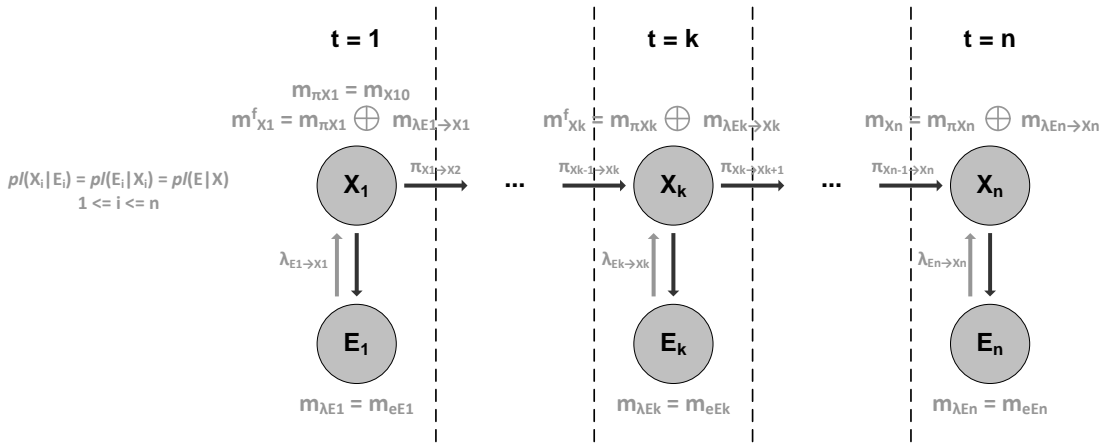 t = 1
t = k
t = n
m_πX1 = m_X10
m^f_X1 = m_πX1 ⊕ m_λE1→X1
m^f_Xk = m_πXk ⊕ m_λEk→Xk
m_Xn = m_πXn ⊕ m_λEn→Xn
pl(X_i|E_i) = pl(E_i|X_i) = pl(E|X)
1 <= i <= n
X_1
π_X1→X2
...
π_Xk-1→Xk
X_k
π_Xk→Xk+1
...
π_Xn-1→Xn
X_n
λ_E1→X1
λ_Ek→Xk
λ_En→Xn
E_1
E_k
E_n
m_λE1 = m_eE1
m_λEk = m_eEk
m_λEn = m_eEn